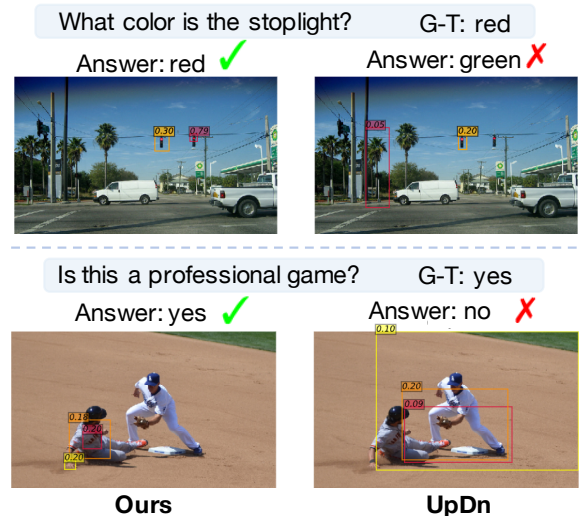 What color is the stoplight? G-T: red
Answer: red Answer: green
0.30 0.79 0.05 0.20
Is this a professional game? G-T: yes
Answer: yes Answer: no
0.10
0.18 0.20
0.20 0.09
0.20
Ours UpDn